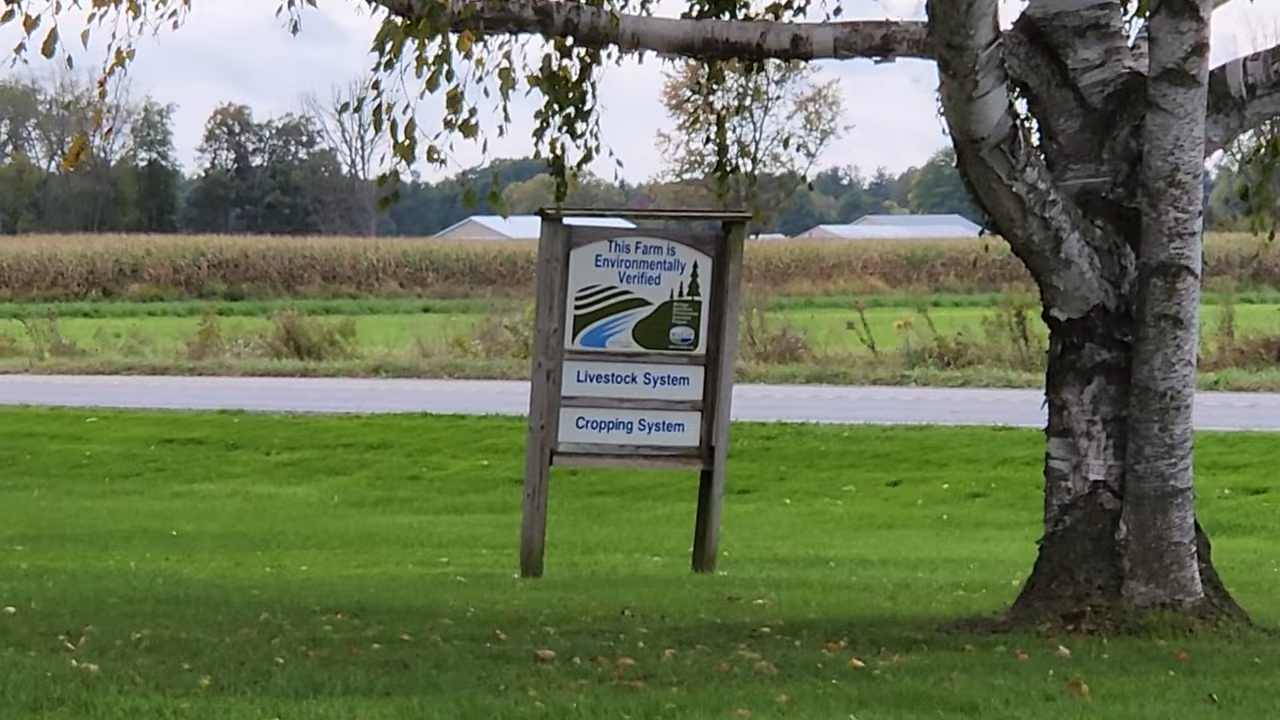 This Farm is
Environmentally
Verified
Livestock System
Cropping System